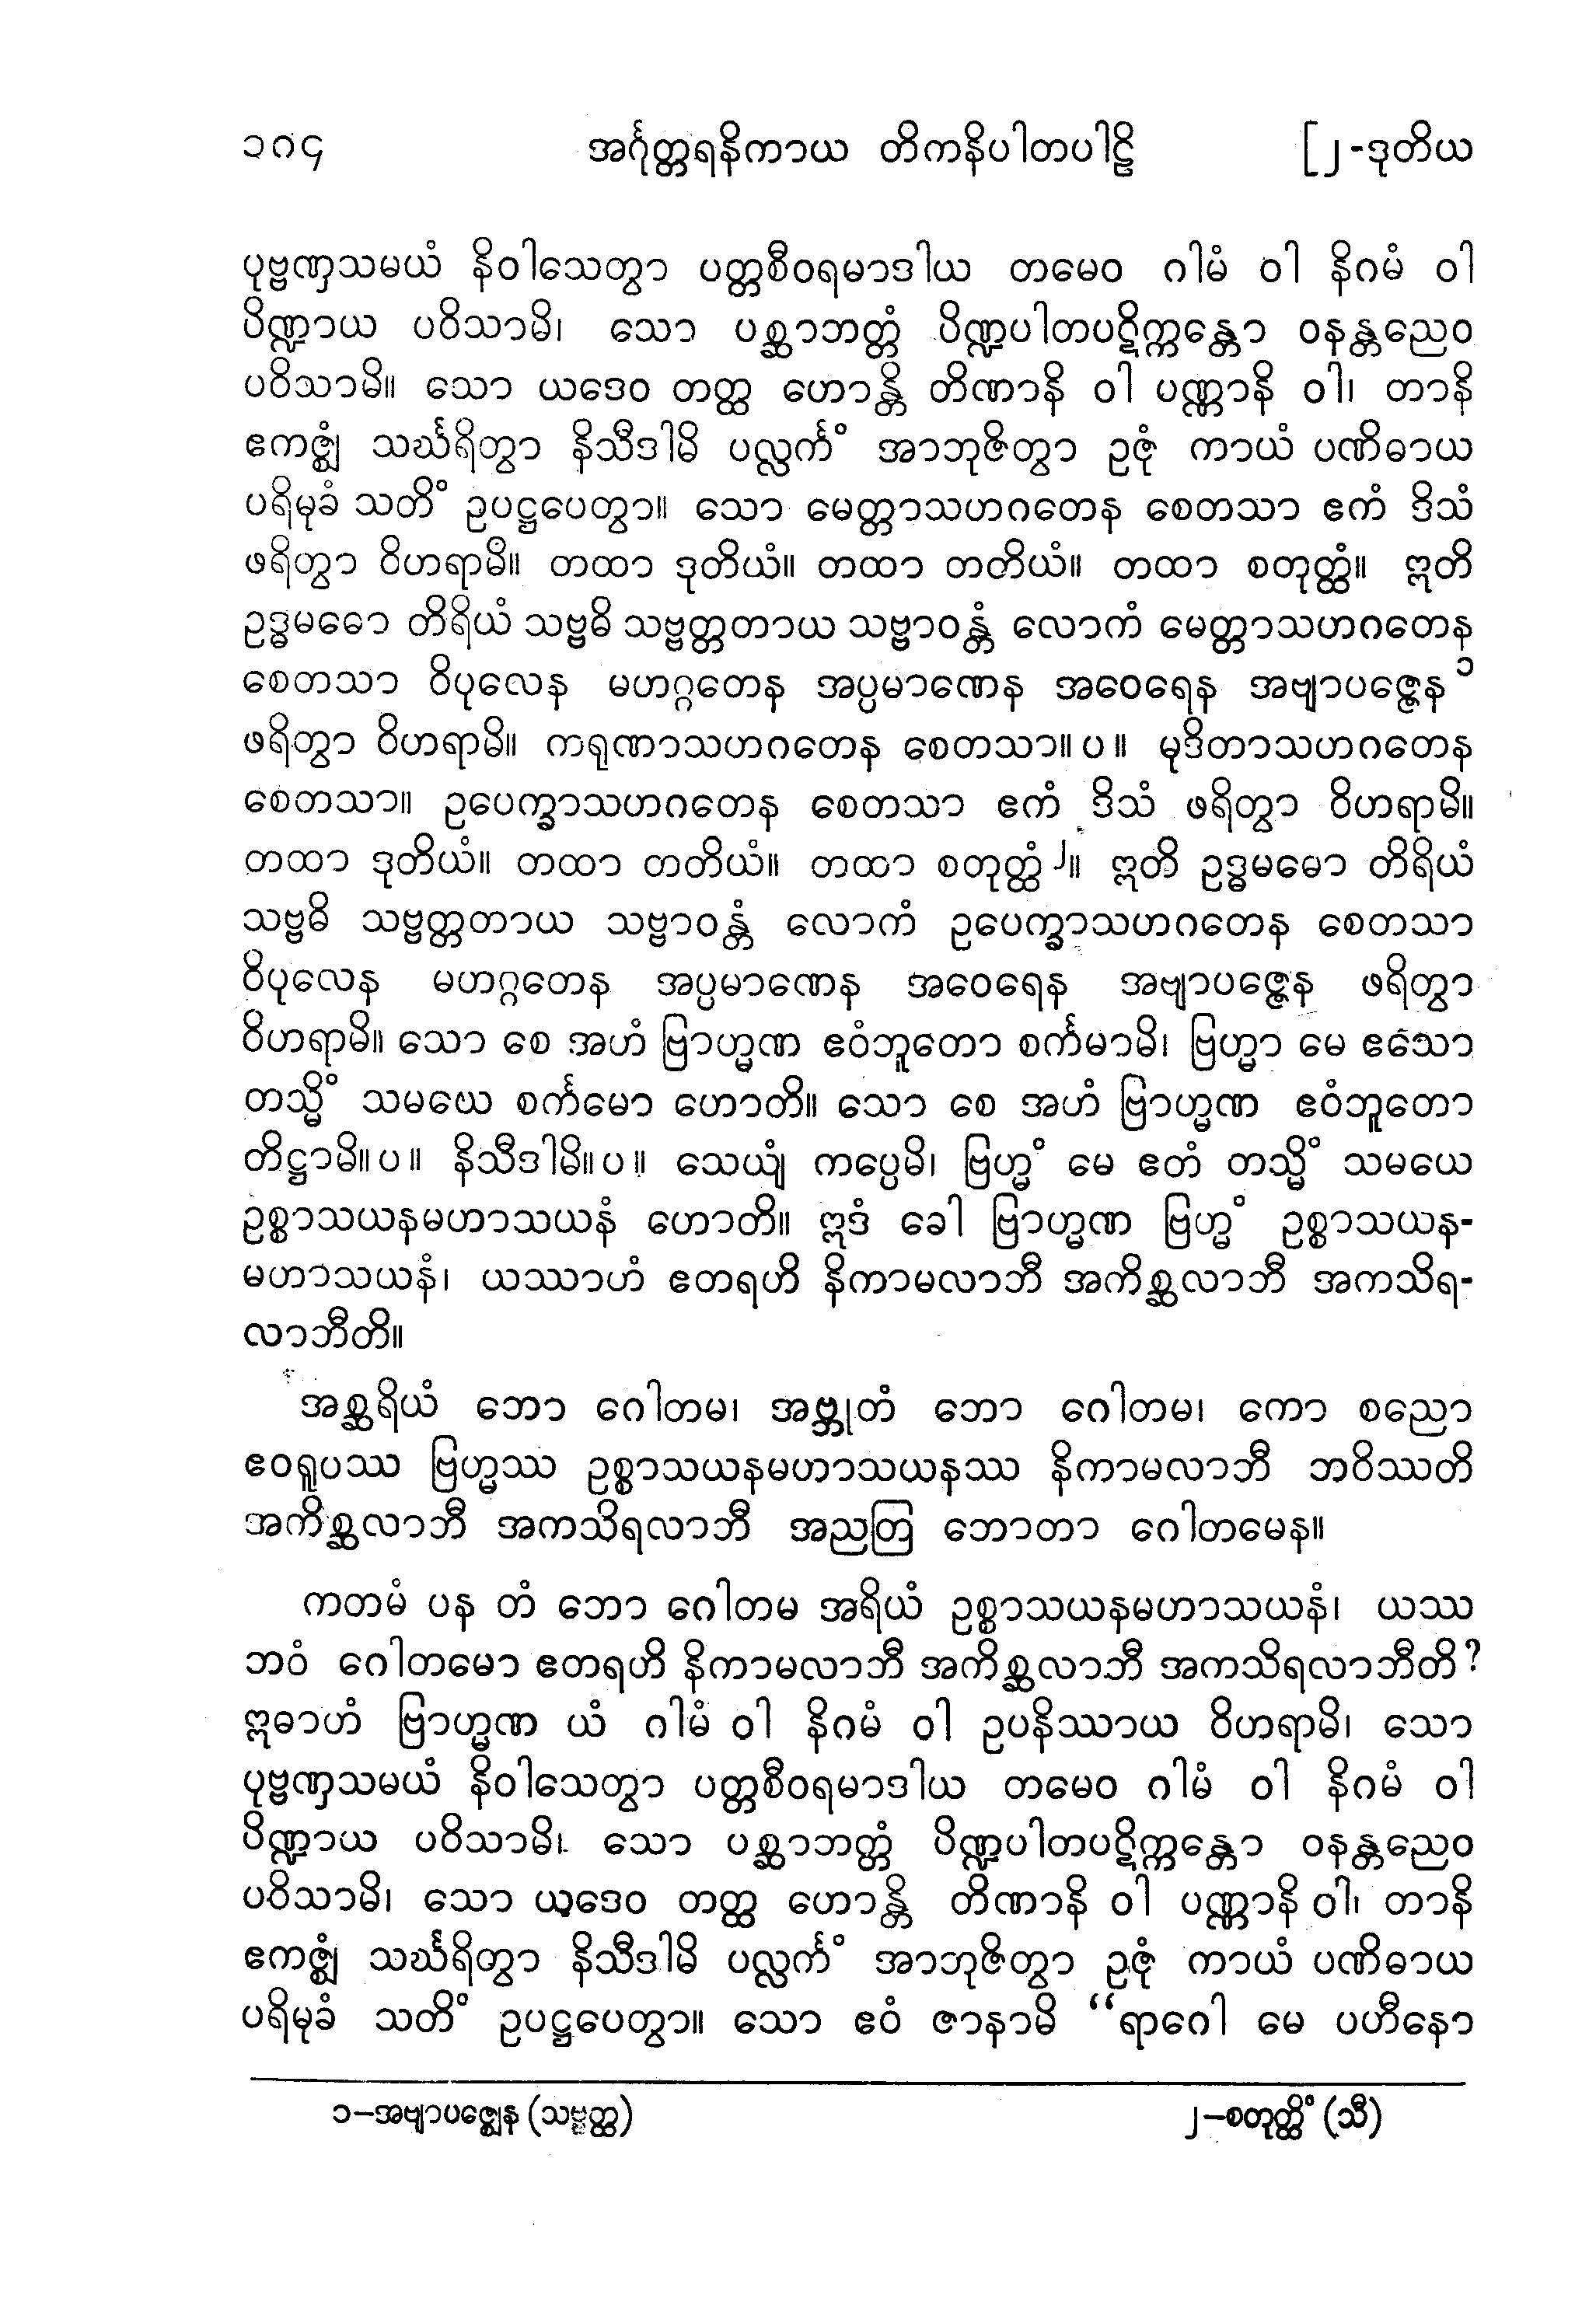 ၁၈၄ အင်္ဂုတ္တရနိကာယ တိကနိပါတပါဠိ [၂-ဒုတိယ
ပုဗ္ဗဏှသမယံ နိဝါသေတွာ ပတ္တစီဝရမာဒါယ တမေဝ ဂါမံ ဝါ နိဂမံ ဝါ
ပိဏ္ဍာယ ပဝိသာမိ၊ သော ပစ္ဆာဘတ္တံ ပိဏ္ဍပါတပဋိက္ကန္တော ဝနန္တညေဝ
ပဝိသာမိ။ သော ယဒေဝ တတ္ထ ဟောန္တိ တိဏာနိ ဝါ ပဏ္ဏာနိ ဝါ၊ တာနိ
ဧကဇ္ဈံ သင်္ဃရိတွာ နိသီဒါမိ ပလ္လင်္ကံ အာဘုဇိတွာ ဥဇုံ ကာယံ ပဏိဓာယ
ပရိမုခံ သတိံ ဥပဋ္ဌပေတွာ။ သော မေတ္တာသဟဂတေန စေတသာ ဧကံ ဒိသံ
ဖရိတွာ ဝိဟရာမိ။ တထာ ဒုတိယံ။ တထာ တတိယံ။ တထာ စတုတ္ထံ။ ဣတိ
ဥဒ္ဓမဓော တိရိယံ သဗ္ဗဓိ သဗ္ဗတ္တတာယ သဗ္ဗာဝန္တံ လောကံ မေတ္တာသဟဂတေန
စေတသာ ဝိပုလေန မဟဂ္ဂတေန အပ္ပမာဏေန အဝေရေန အဗျာပဇ္ဇေန၁
ဖရိတွာ ဝိဟရာမိ။ ကရုဏာသဟဂတေန စေတသာ။ပ။ မုဒိတာသဟဂတေန
စေတသာ။ ဥပေက္ခာသဟဂတေန စေတသာ ဧကံ ဒိသံ ဖရိတွာ ဝိဟရာမိ။
တထာ ဒုတိယံ။ တထာ တတိယံ။ တထာ စတုတ္ထံ၂။ ဣတိ ဥဒ္ဓမဓော တိရိယံ
သဗ္ဗဓိ သဗ္ဗတ္တတာယ သဗ္ဗာဝန္တံ လောကံ ဥပေက္ခာသဟဂတေန စေတသာ
ဝိပုလေန မဟဂ္ဂတေန အပ္ပမာဏေန အဝေရေန အဗျာပဇ္ဇေန ဖရိတွာ
ဝိဟရာမိ။ သော စေ အဟံ ဗြာဟ္မဏ ဧဝံဘူတော စင်္ကမာမိ၊ ဗြဟ္မာ မေ ဧသော
တသ္မိံ သမယေ စင်္ကမော ဟောတိ။ သော စေ အဟံ ဗြာဟ္မဏ ဧဝံဘူတော
တိဋ္ဌာမိ။ပ။ နိသီဒါမိ။ပ။ သေယျံ ကပ္ပေမိ၊ ဗြဟ္မံ မေ ဧတံ တသ္မိံ သမယေ
ဥစ္စာသယနမဟာသယနံ ဟောတိ။ ဣဒံ ခေါ ဗြာဟ္မဏ ဗြဟ္မံ ဥစ္စာသယန-
မဟာသယနံ၊ ယဿာဟံ ဧတရဟိ နိကာမလာဘီ အကိစ္ဆလာဘီ အကသိရ-
လာဘီတိ။
အစ္ဆရိယံ ဘော ဂေါတမ၊ အဗ္ဘုတံ ဘော ဂေါတမ၊ ကော စညော
ဧဝရူပဿ ဗြဟ္မဿ ဥစ္စာသယနမဟာသယနဿ နိကာမလာဘီ ဘဝိဿတိ
အကိစ္ဆလာဘီ အကသိရလာဘီ အညတြ ဘောတာ ဂေါတမေန။
ကတမံ ပန တံ ဘော ဂေါတမ အရိယံ ဥစ္စာသယနမဟာသယနံ၊ ယဿ
ဘဝံ ဂေါတမော ဧတရဟိ နိကာမလာဘီ အကိစ္ဆလာဘီ အကသိရလာဘီတိ?
ဣဓာဟံ ဗြာဟ္မဏ ယံ ဂါမံ ဝါ နိဂမံ ဝါ ဥပနိဿာယ ဝိဟရာမိ၊ သော
ပုဗ္ဗဏှသမယံ နိဝါသေတွာ ပတ္တစီဝရမာဒါယ တမေဝ ဂါမံ ဝါ နိဂမံ ဝါ
ပိဏ္ဍာယ ပဝိသာမိ၊ သော ပစ္ဆာဘတ္တံ ပိဏ္ဍပါတပဋိက္ကန္တော ဝနန္တညေဝ
ပဝိသာမိ၊ သော ယဒေဝ တတ္ထ ဟောန္တိ တိဏာနိ ဝါ ပဏ္ဏာနိ ဝါ၊ တာနိ
ဧကဇ္ဈံ သင်္ဃရိတွာ နိသီဒါမိ ပလ္လင်္ကံ အာဘုဇိတွာ ဥဇုံ ကာယံ ပဏိဓာယ
ပရိမုခံ သတိံ ဥပဋ္ဌပေတွာ။ သော ဧဝံ ဇာနာမိ “ရာဂေါ မေ ပဟီနော
၁–အဗျာပဇ္ဈေန (သဗ္ဗတ္ထ) ၂–စတုတ္ထိံ (သီ)